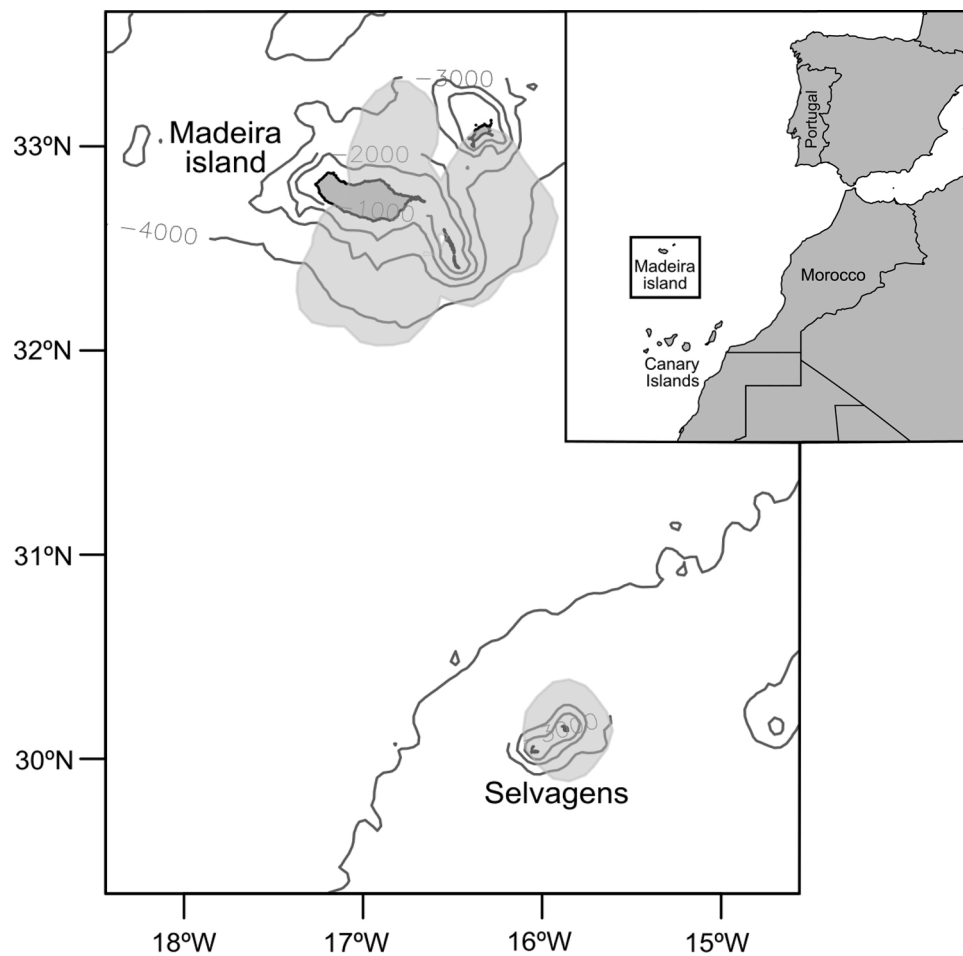 -3000
33ºN
Madeira
island
-2000
-1000
-4000
32ºN
31ºN
30ºN
Selvagens
18ºW
17ºW
16ºW
15ºW
Portugal
Morocco
Madeira
island
Canary
Islands